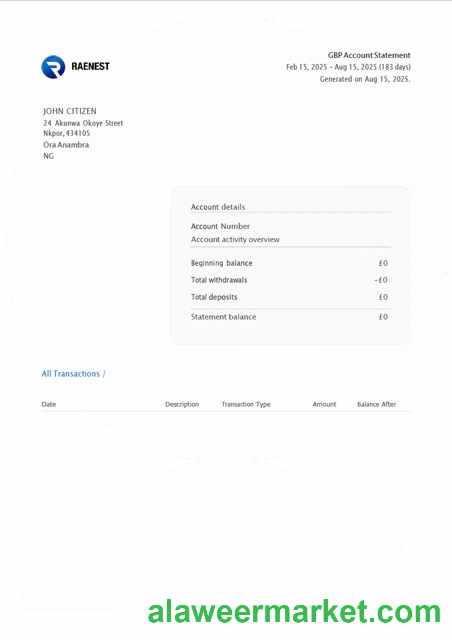 RAENEST
GBP Account Statement
Feb 15, 2025 - Aug 15, 2025 (183 days)
Generated on Aug 15, 2025.
JOHN CITIZEN
24 Akunwa Okoye Street
Nkpor, 434105
Ora Anambra
NG
Account details
Account Number
Account activity overview
Beginning balance £0
Total withdrawals -£0
Total deposits £0
Statement balance £0
All Transactions /
Date Description Transaction Type Amount Balance After
alaweermarket.com